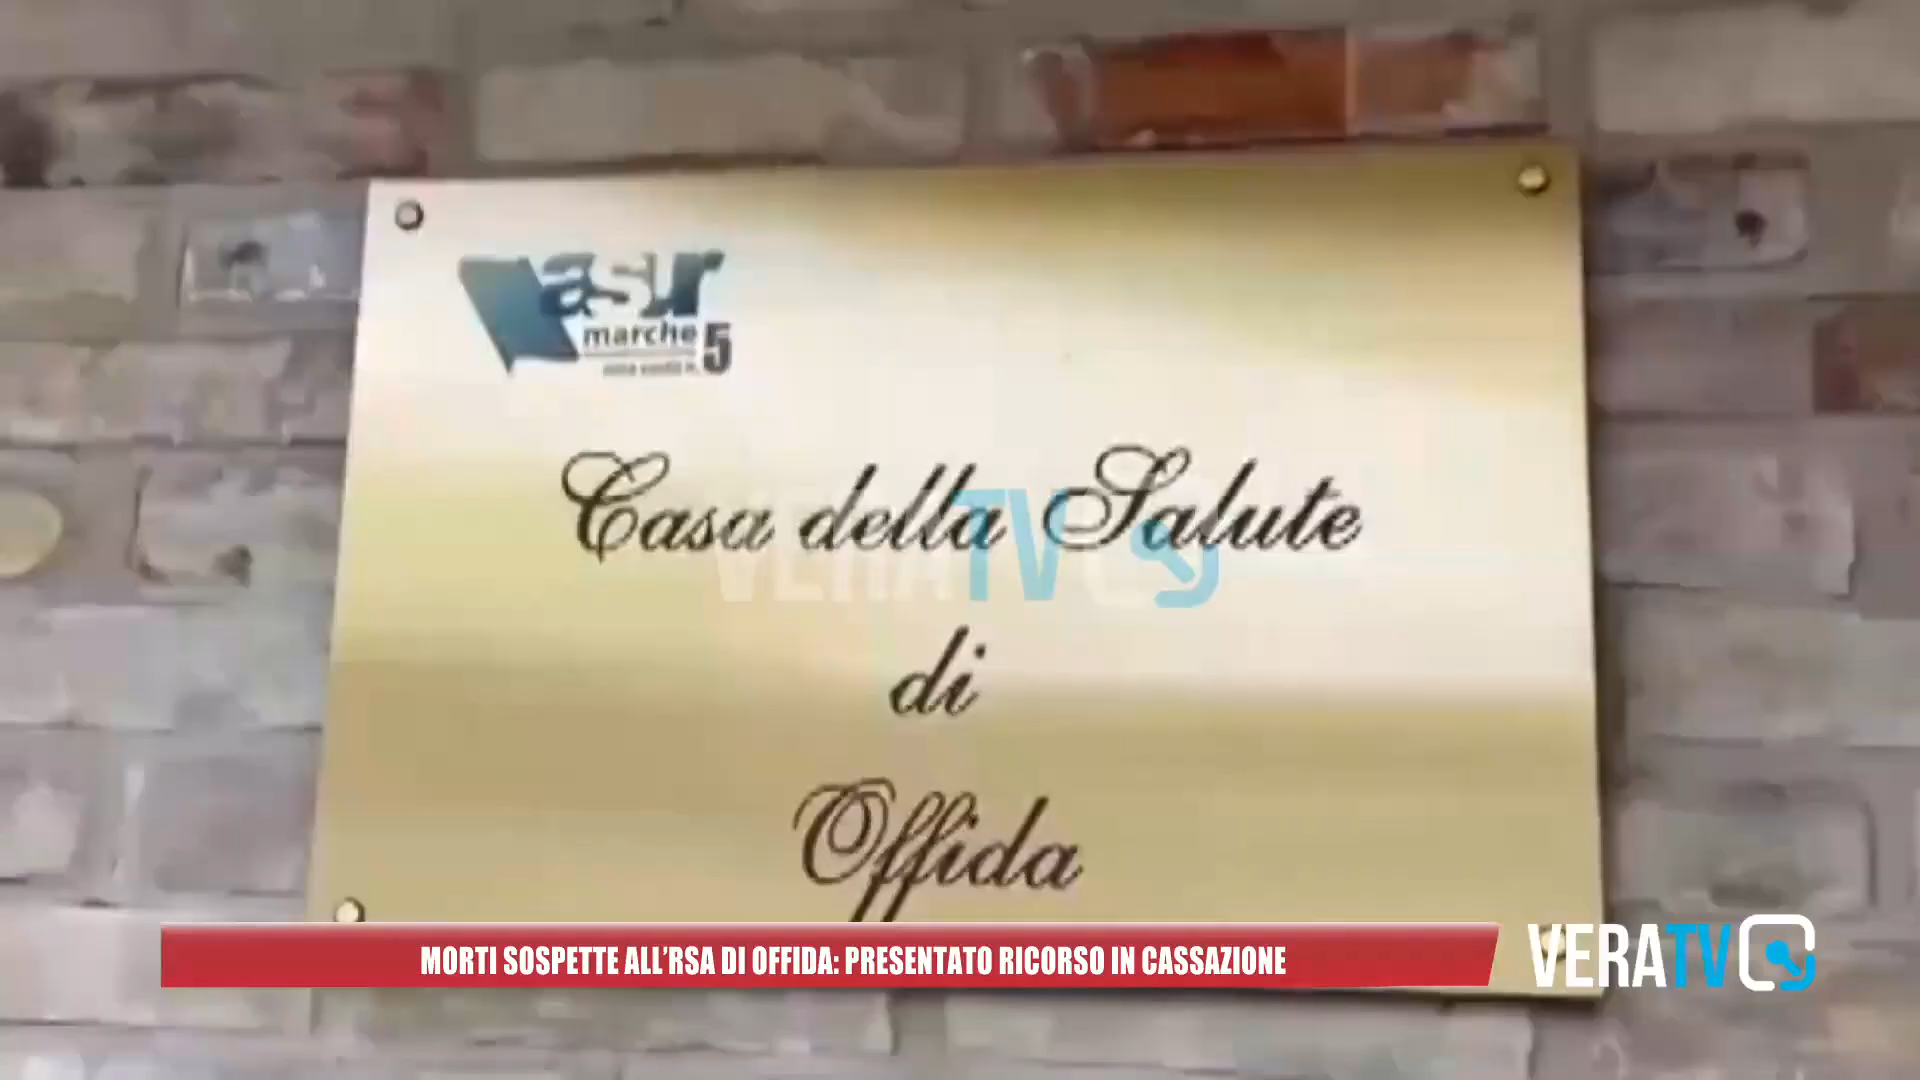 asur
marche 5
Casa della Salute
VERATV
di
Offida
MORTI SOSPETTE ALL'RSA DI OFFIDA: PRESENTATO RICORSO IN CASSAZIONE
VERATV